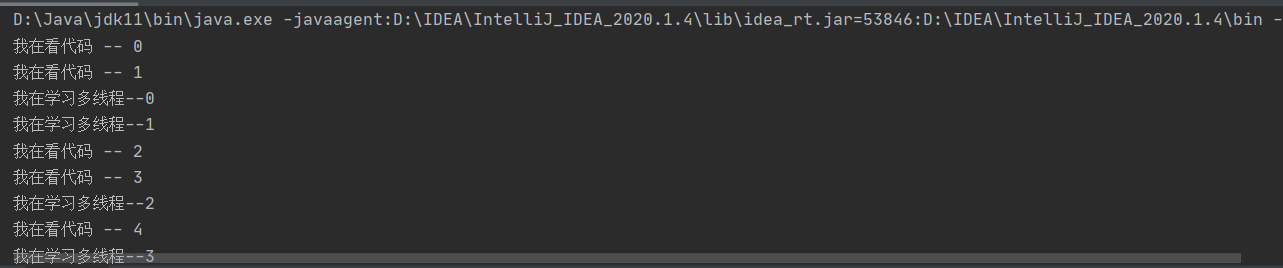 D:\Java\jdk11\bin\java.exe -javaagent:D:\IDEA\IntelliJ_IDEA_2020.1.4\lib\idea_rt.jar=53846:D:\IDEA\IntelliJ_IDEA_2020.1.4\bin -
我在看代码 -- 0
我在看代码 -- 1
我在学习多线程--0
我在学习多线程--1
我在看代码 -- 2
我在看代码 -- 3
我在学习多线程--2
我在看代码 -- 4
我在学习多线程--3